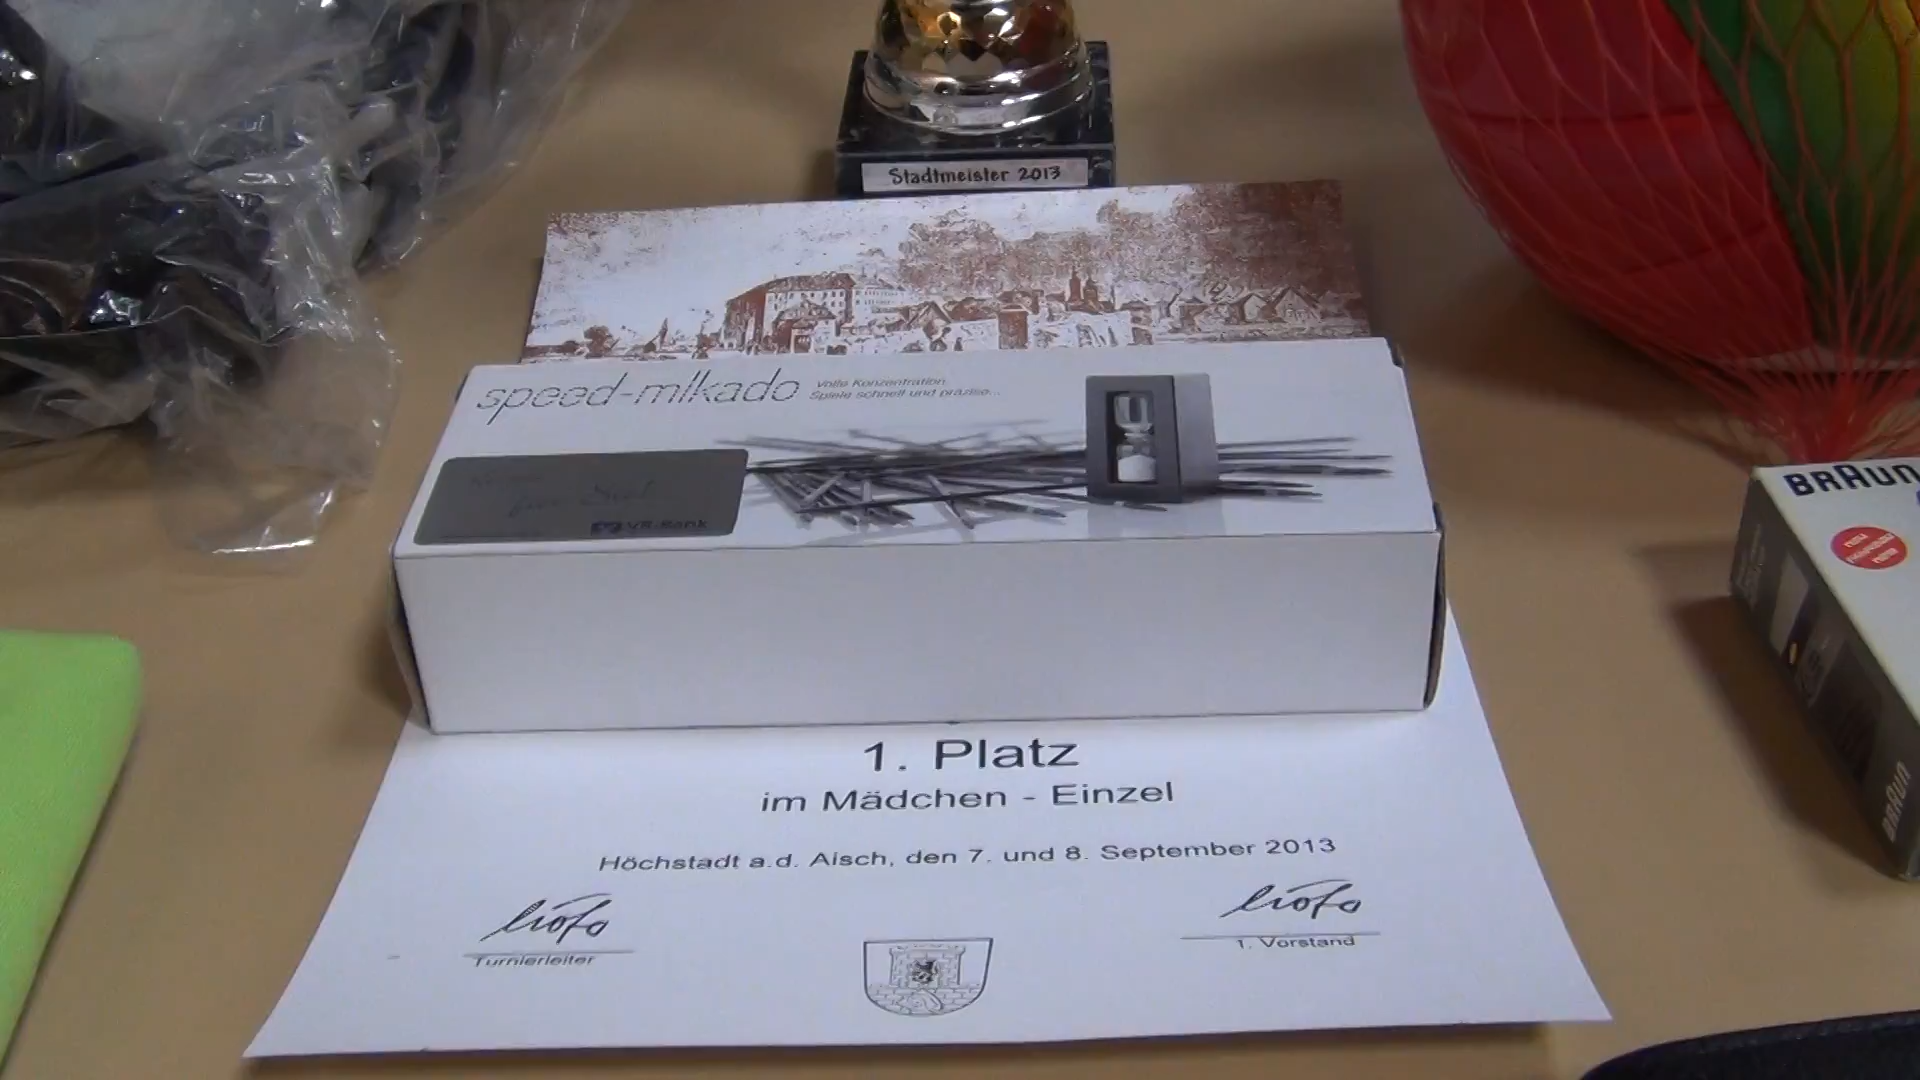 Stadtmeister 2013
speed-mikado
Volle Konzentration.
Spiele schnell und präzise...
VR-Bank
BRAUN
BRAUN
1. Platz
im Mädchen - Einzel
Höchstadt a.d. Aisch, den 7. und 8. September 2013
Turnierleiter
1. Vorstand